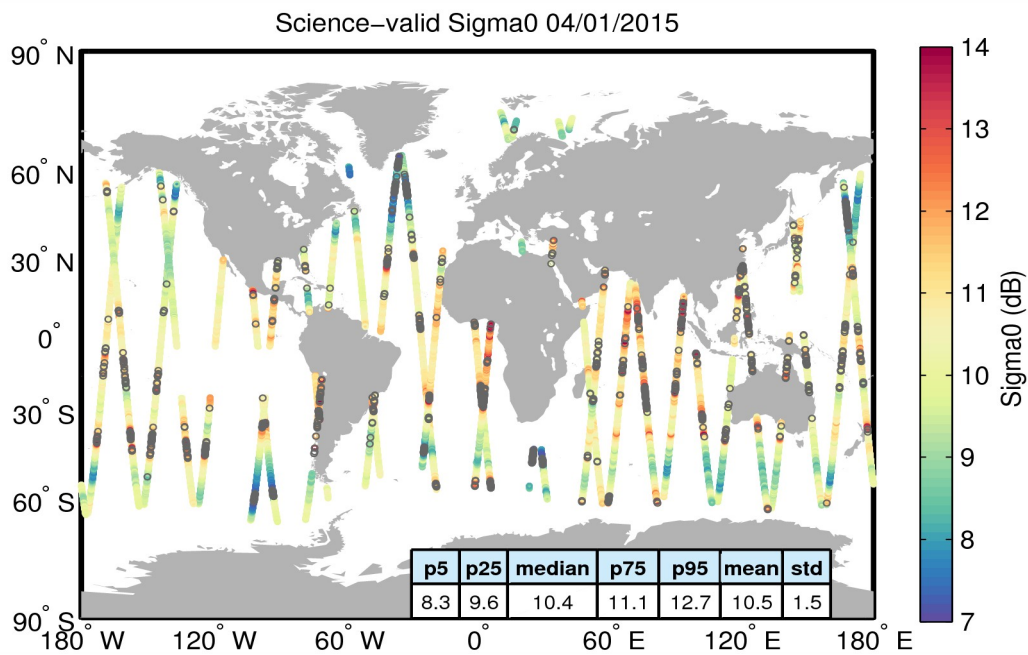 Science−valid Sigma0 04/01/2015
90° N
60° N
30° N
0°
30° S
60° S
90° S
180° W
120° W
60° W
0°
60° E
120° E
180° E
14
13
12
11
10
9
8
7
Sigma0 (dB)
p5 p25 median p75 p95 mean std
8.3 9.6 10.4 11.1 12.7 10.5 1.5